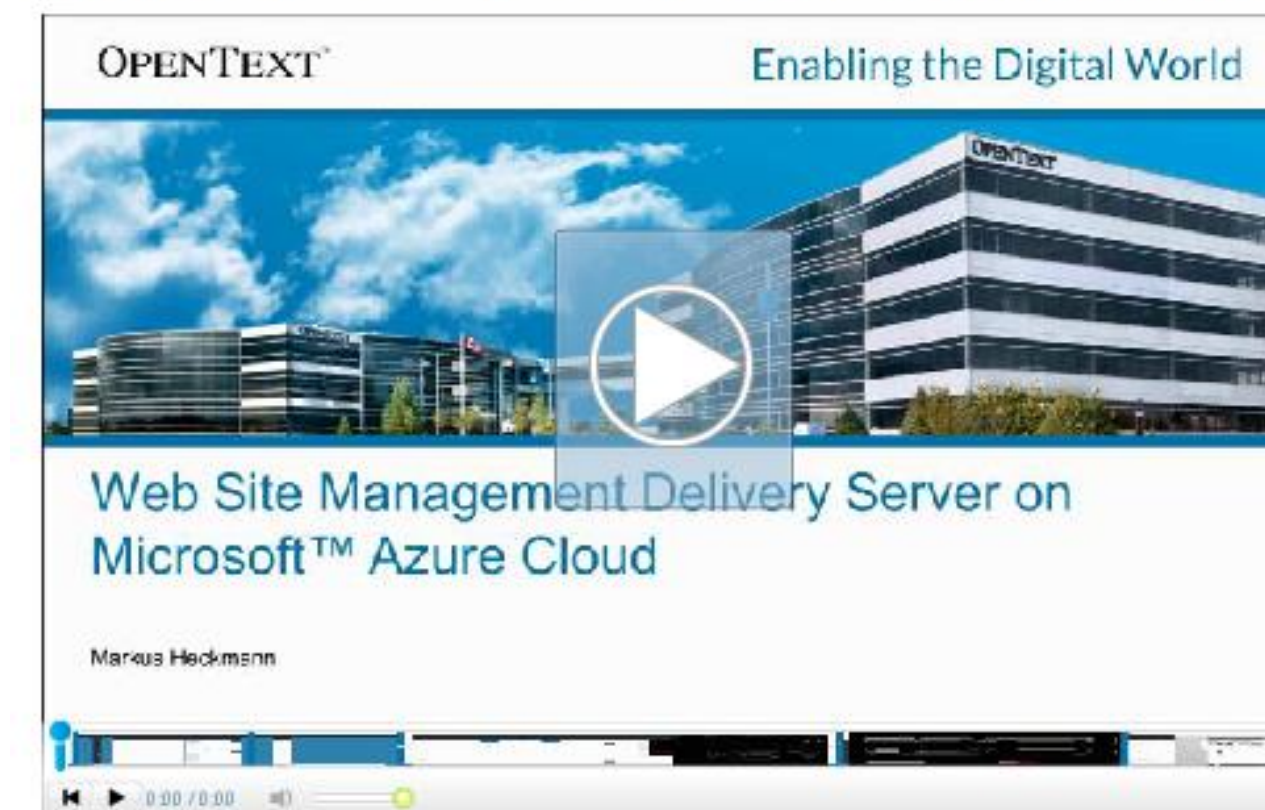 OPENTEXT™
Enabling the Digital World
OPENTEXT
Web Site Management Delivery Server on
Microsoft™ Azure Cloud
Markus Heckmann
0:00 / 0:00